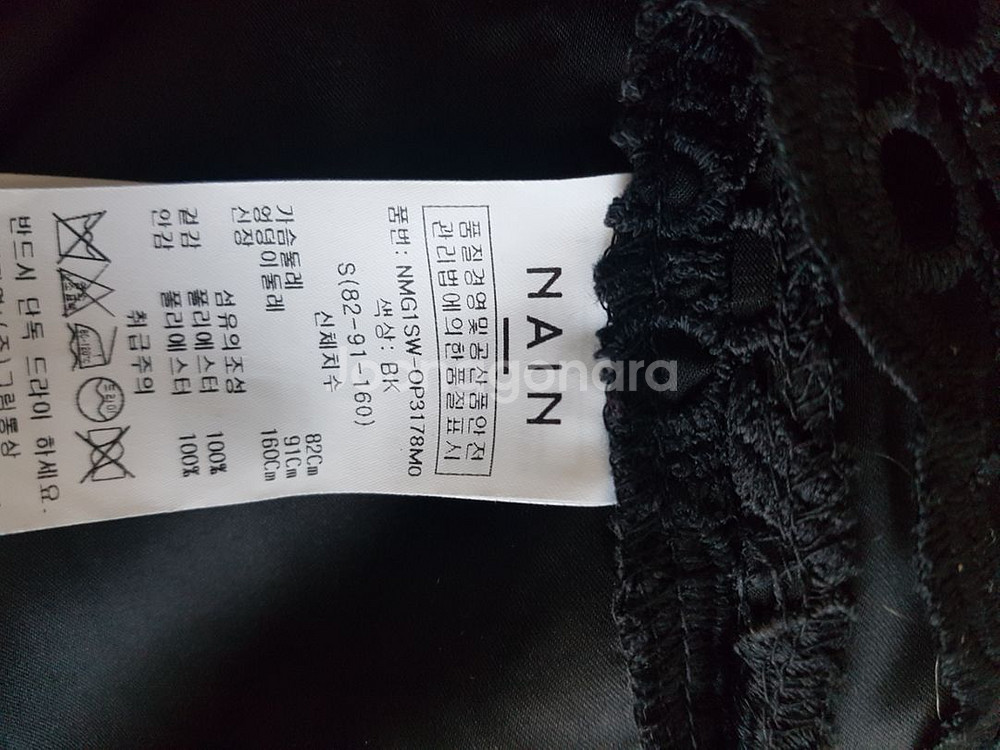 NAIN
품질경영및공산품안전
관리법에의한품질표시
품번: NMG1SW-OP3178M0
색상: BK
S(82-91-160)
신체치수
가슴둘레 82Cm
엉덩이둘레 91Cm
신장 160Cm
섬유의조성
겉감 폴리에스터 100%
안감 폴리에스터 100%
취급주의
드라이
반드시 단독 드라이 하세요.
joonggonara